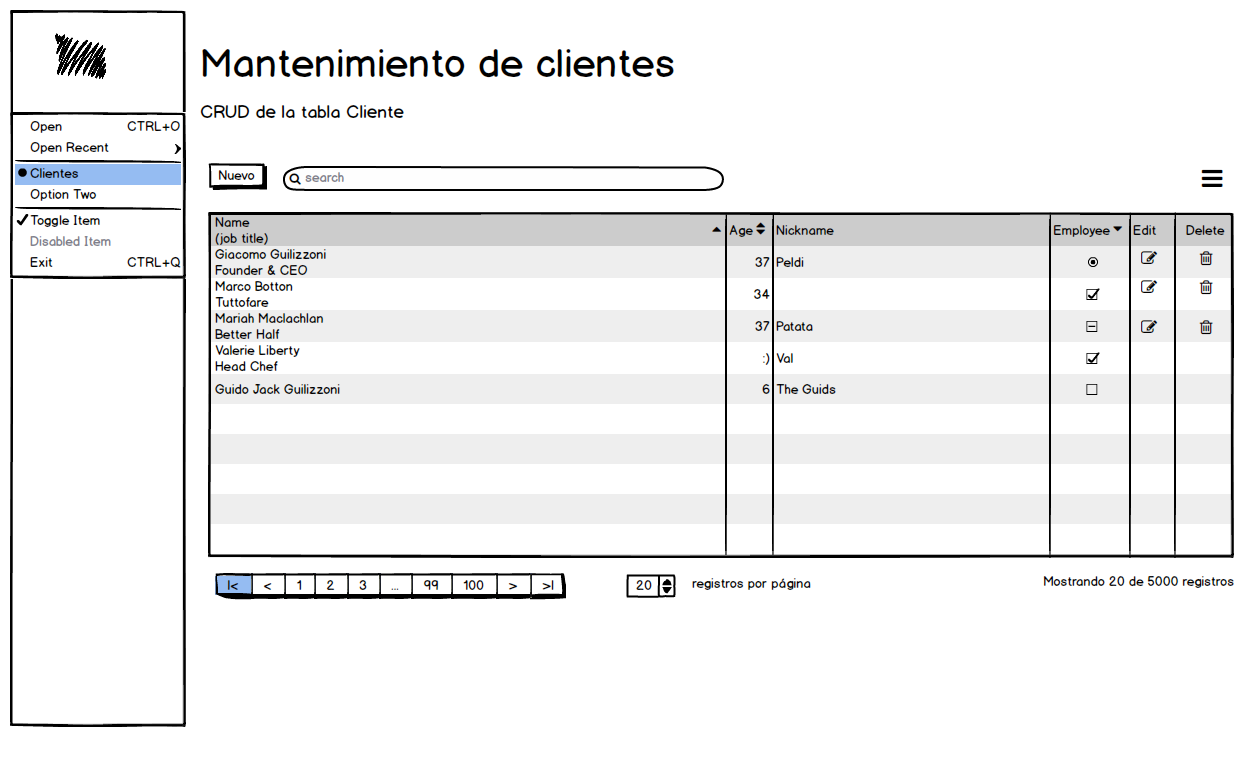 Mantenimiento de clientes
CRUD de la tabla Cliente
Open CTRL+O
Open Recent
Clientes
Option Two
Toggle Item
Disabled Item
Exit CTRL+Q
Nuevo
search
Name
(job title)
Age
Nickname
Employee
Edit
Delete
Giacomo Guilizzoni
Founder & CEO
37
Peldi
Marco Botton
Tuttofare
34
Mariah Maclachlan
Better Half
37
Patata
Valerie Liberty
Head Chef
:)
Val
Guido Jack Guilizzoni
6
The Guids
|< < 1 2 3 ... 99 100 > >|
20
registros por página
Mostrando 20 de 5000 registros